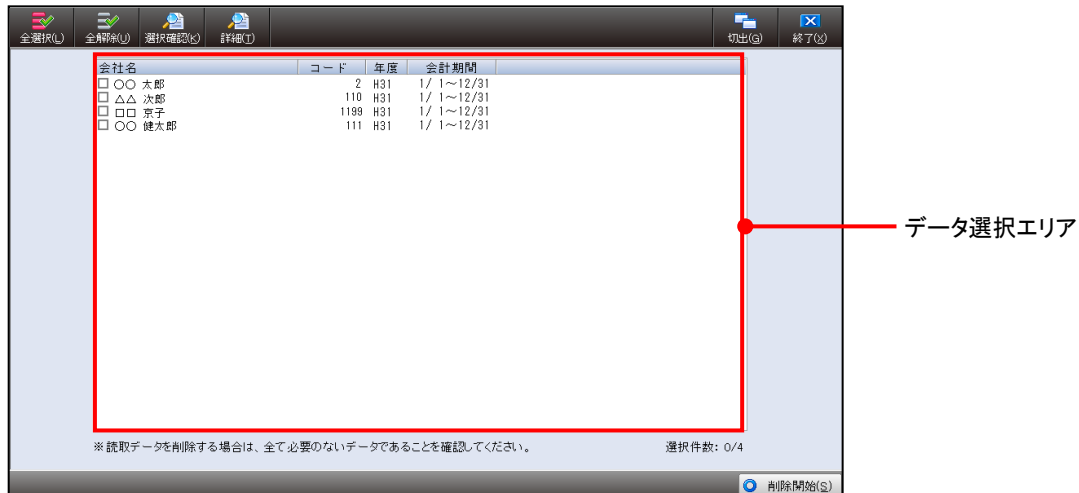 全選択(L) 全解除(U) 選択確認(K) 詳細(T) 切出(G) 終了(X)
会社名 コード 年度 会計期間
○○ 太郎 2 H31 1/ 1～12/31
△△ 次郎 110 H31 1/ 1～12/31
□□ 京子 1199 H31 1/ 1～12/31
○○ 健太郎 111 H31 1/ 1～12/31
データ選択エリア
※読取データを削除する場合は、全て必要のないデータであることを確認してください。 選択件数: 0/4
削除開始(S)